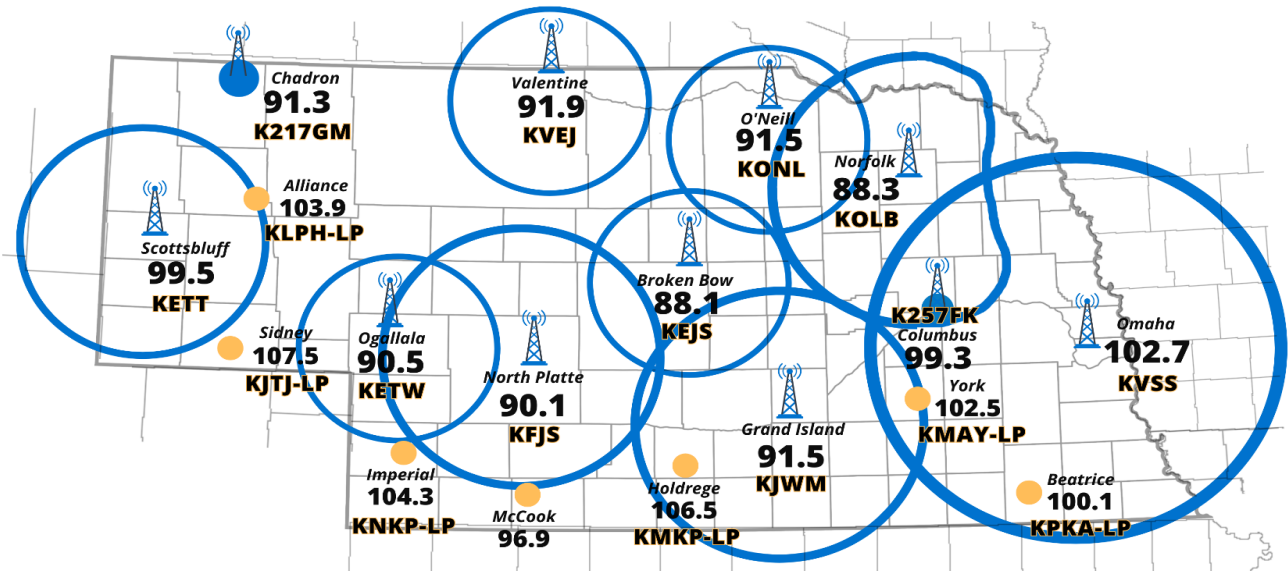 Chadron
91.3
K217GM
Valentine
91.9
KVEJ
O'Neill
91.5
KONL
Norfolk
88.3
KOLB
Alliance
103.9
KLPH-LP
Scottsbluff
99.5
KETT
Broken Bow
88.1
KEJS
K257FK
Columbus
99.3
Omaha
102.7
KVSS
Sidney
107.5
KJTJ-LP
Ogallala
90.5
KETW
North Platte
90.1
KFJS
York
102.5
KMAY-LP
Grand Island
91.5
KJWM
Imperial
104.3
KNKP-LP
McCook
96.9
Holdrege
106.5
KMKP-LP
Beatrice
100.1
KPKA-LP